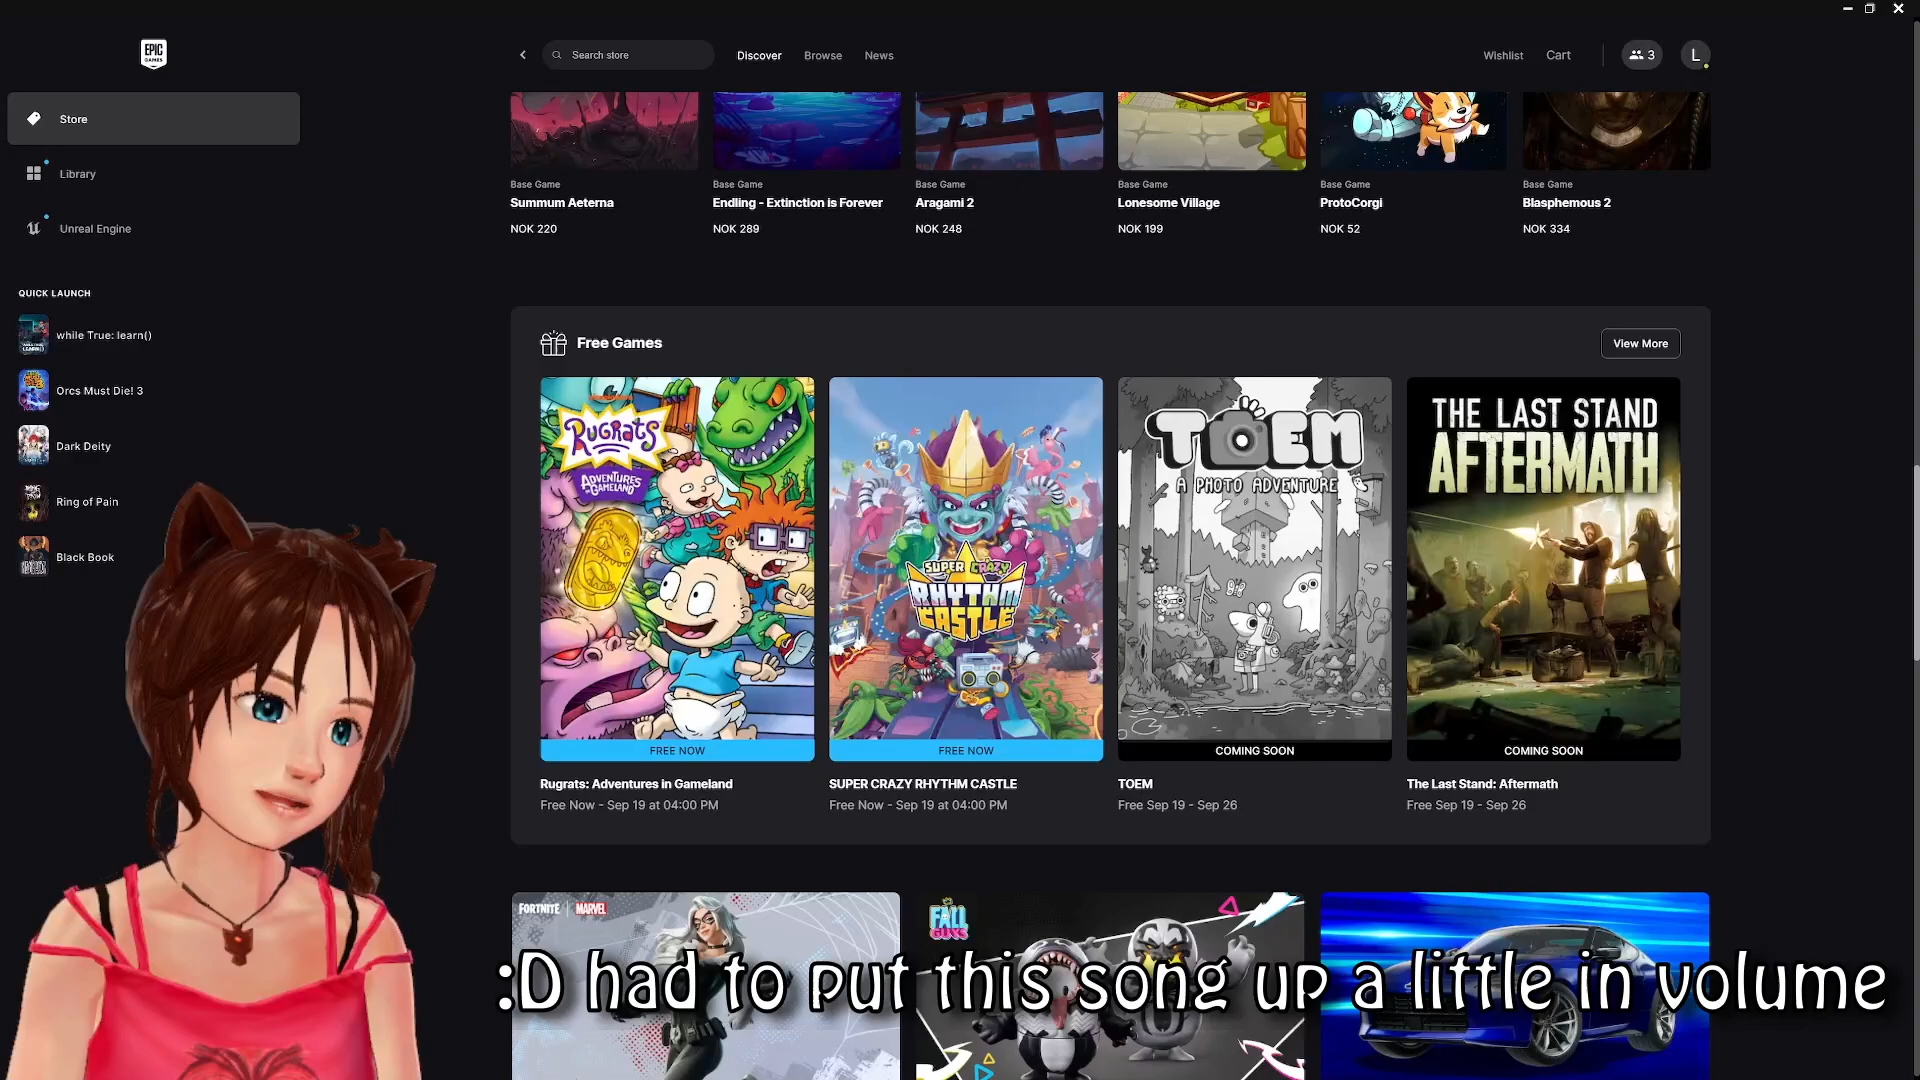 EPIC
GAMES
Search store
Discover
Browse
News
Wishlist
Cart
3
L
Store
Library
Unreal Engine
QUICK LAUNCH
while True: learn()
Orcs Must Die! 3
Dark Deity
Ring of Pain
Black Book
Base Game
Summum Aeterna
NOK 220
Base Game
Endling - Extinction is Forever
NOK 289
Base Game
Aragami 2
NOK 248
Base Game
Lonesome Village
NOK 199
Base Game
ProtoCorgi
NOK 52
Base Game
Blasphemous 2
NOK 334
Free Games
View More
RUGRATS
ADVENTURES
IN GAMELAND
FREE NOW
Rugrats: Adventures in Gameland
Free Now - Sep 19 at 04:00 PM
SUPER CRAZY
RHYTHM
CASTLE
FREE NOW
SUPER CRAZY RHYTHM CASTLE
Free Now - Sep 19 at 04:00 PM
TOEM
A PHOTO ADVENTURE
COMING SOON
TOEM
Free Sep 19 - Sep 26
THE LAST STAND
AFTERMATH
COMING SOON
The Last Stand: Aftermath
Free Sep 19 - Sep 26
FORTNITE
MARVEL
FALL
GUYS
:D had to put this song up a little in volume